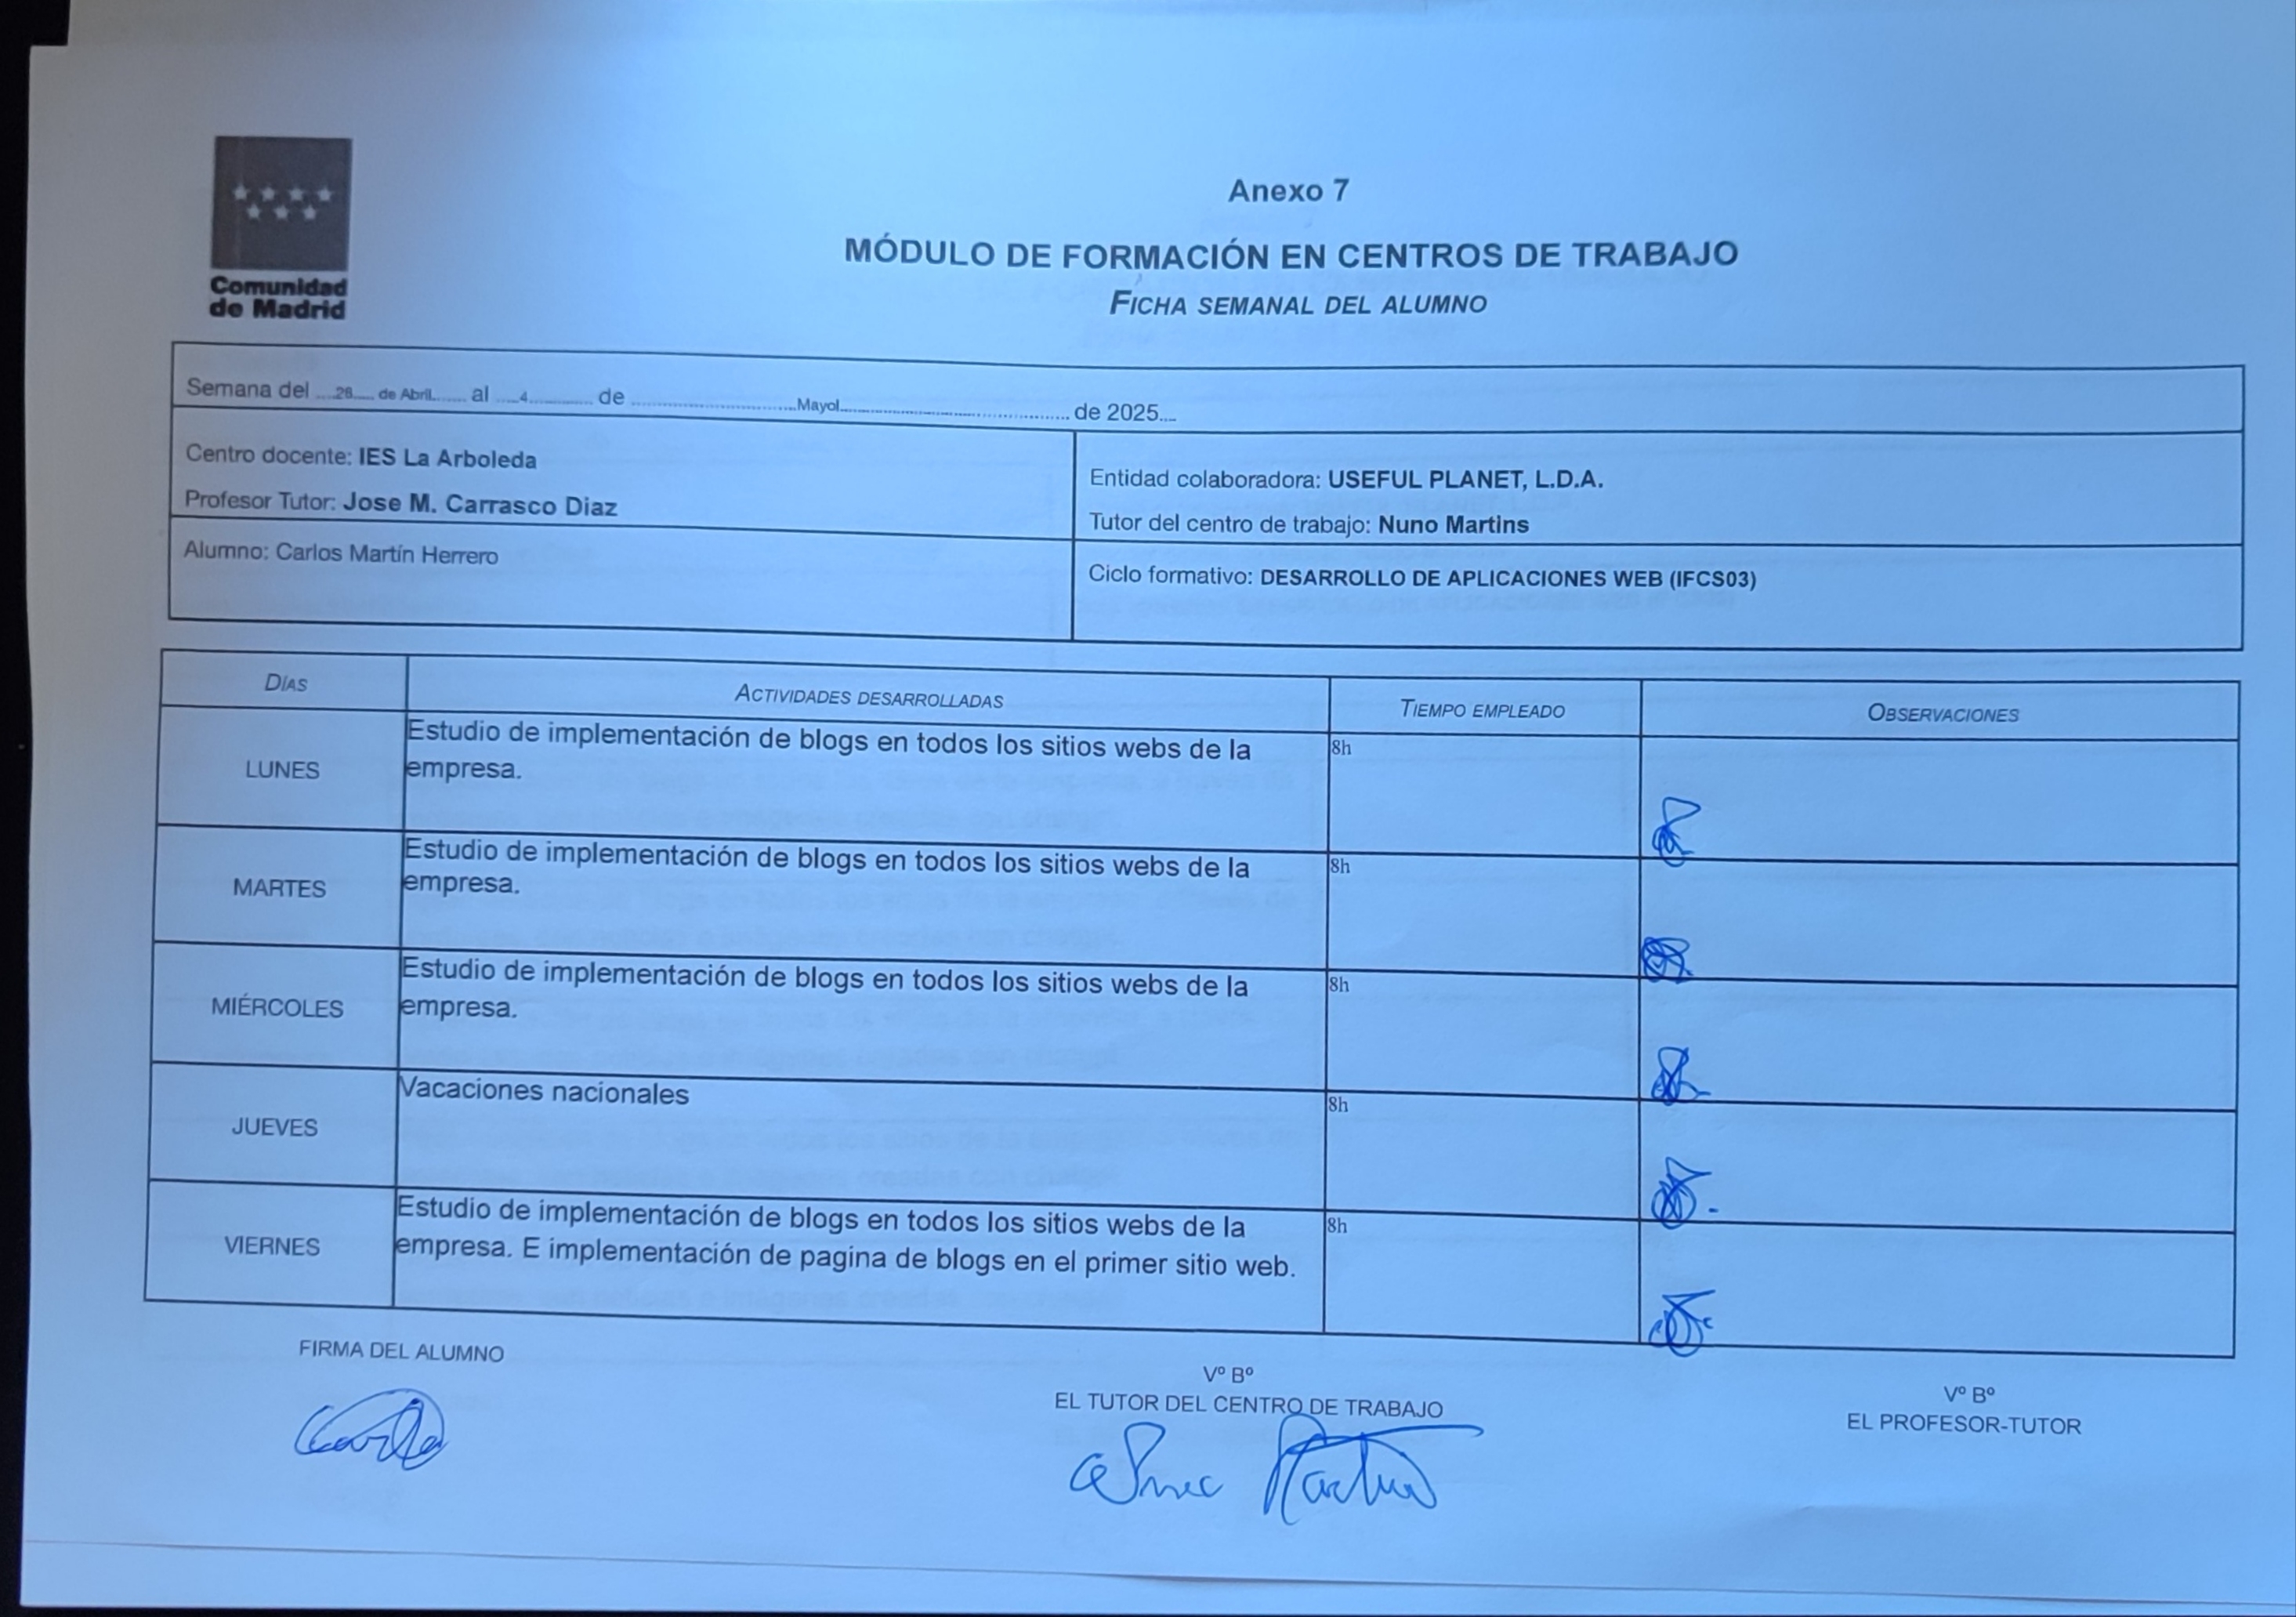 Comunidad
de Madrid
Anexo 7
MÓDULO DE FORMACIÓN EN CENTROS DE TRABAJO
FICHA SEMANAL DEL ALUMNO
Semana del ....28..... de Abril....... al .....4............. de ..............................Mayol.......................................... de 2025....
Centro docente: IES La Arboleda
Profesor Tutor: Jose M. Carrasco Diaz
Entidad colaboradora: USEFUL PLANET, L.D.A.
Tutor del centro de trabajo: Nuno Martins
Alumno: Carlos Martín Herrero
Ciclo formativo: DESARROLLO DE APLICACIONES WEB (IFCS03)
DÍAS ACTIVIDADES DESARROLLADAS TIEMPO EMPLEADO OBSERVACIONES
LUNES
Estudio de implementación de blogs en todos los sitios webs de la
empresa.
8h
MARTES
Estudio de implementación de blogs en todos los sitios webs de la
empresa.
8h
MIÉRCOLES
Estudio de implementación de blogs en todos los sitios webs de la
empresa.
8h
JUEVES
Vacaciones nacionales
8h
VIERNES
Estudio de implementación de blogs en todos los sitios webs de la
empresa. E implementación de pagina de blogs en el primer sitio web.
8h
FIRMA DEL ALUMNO
Vº Bº
EL TUTOR DEL CENTRO DE TRABAJO
Vº Bº
EL PROFESOR-TUTOR